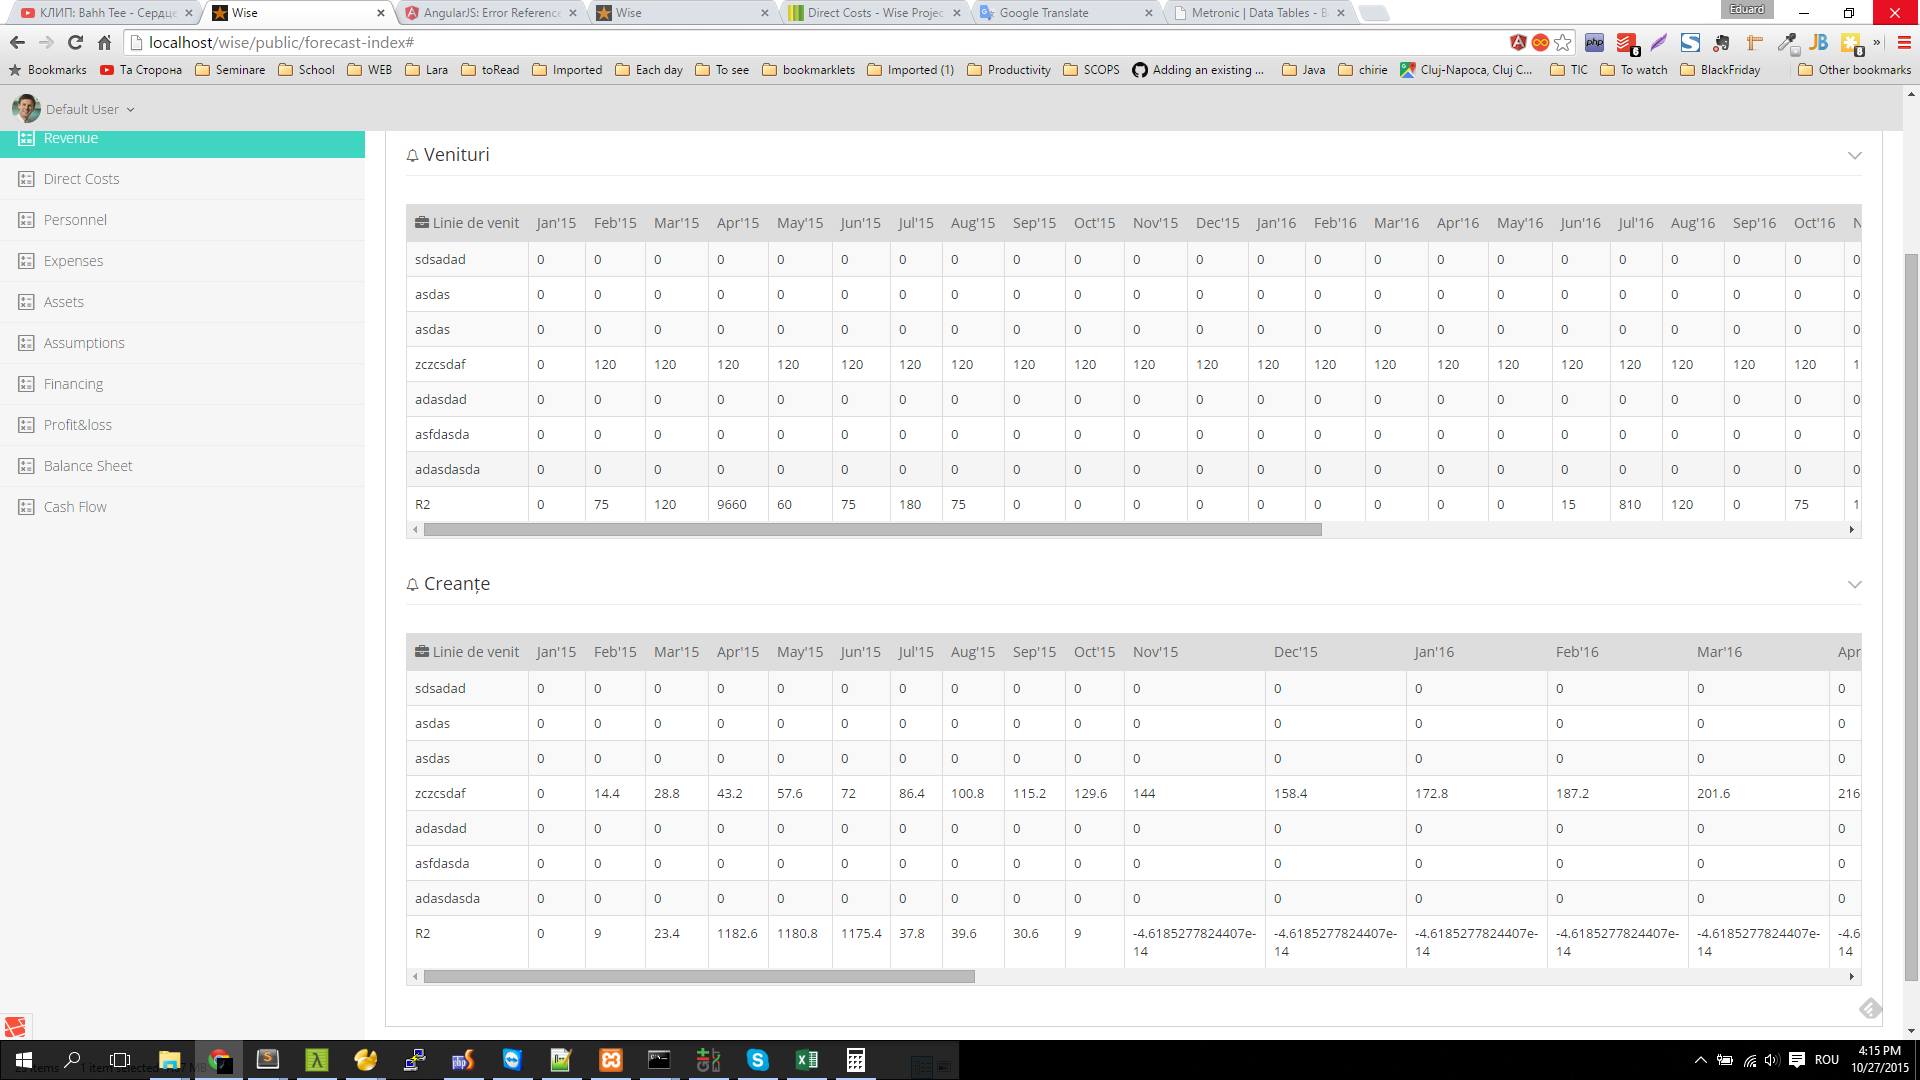 КЛИП: Bahh Tee - Сердце
Wise
AngularJS: Error Reference
Wise
Direct Costs - Wise Projec
Google Translate
Metronic | Data Tables - B
Eduard
localhost/wise/public/forecast-index#
Bookmarks Та Сторона Seminare School WEB Lara toRead Imported Each day To see bookmarklets Imported (1) Productivity SCOPS Adding an existing ... Java chirie Cluj-Napoca, Cluj C... TIC To watch BlackFriday Other bookmarks
Default User
Revenue
Direct Costs
Personnel
Expenses
Assets
Assumptions
Financing
Profit&loss
Balance Sheet
Cash Flow
Venituri
Linie de venit Jan'15 Feb'15 Mar'15 Apr'15 May'15 Jun'15 Jul'15 Aug'15 Sep'15 Oct'15 Nov'15 Dec'15 Jan'16 Feb'16 Mar'16 Apr'16 May'16 Jun'16 Jul'16 Aug'16 Sep'16 Oct'16 N
sdsadad 0 0 0 0 0 0 0 0 0 0 0 0 0 0 0 0 0 0 0 0 0 0 0
asdas 0 0 0 0 0 0 0 0 0 0 0 0 0 0 0 0 0 0 0 0 0 0 0
asdas 0 0 0 0 0 0 0 0 0 0 0 0 0 0 0 0 0 0 0 0 0 0 0
zczcsdaf 0 120 120 120 120 120 120 120 120 120 120 120 120 120 120 120 120 120 120 120 120 120 1
adasdad 0 0 0 0 0 0 0 0 0 0 0 0 0 0 0 0 0 0 0 0 0 0 0
asfdasda 0 0 0 0 0 0 0 0 0 0 0 0 0 0 0 0 0 0 0 0 0 0 0
adasdasda 0 0 0 0 0 0 0 0 0 0 0 0 0 0 0 0 0 0 0 0 0 0 0
R2 0 75 120 9660 60 75 180 75 0 0 0 0 0 0 0 0 0 15 810 120 0 75 1
Creanțe
Linie de venit Jan'15 Feb'15 Mar'15 Apr'15 May'15 Jun'15 Jul'15 Aug'15 Sep'15 Oct'15 Nov'15 Dec'15 Jan'16 Feb'16 Mar'16 Apr
sdsadad 0 0 0 0 0 0 0 0 0 0 0 0 0 0 0 0
asdas 0 0 0 0 0 0 0 0 0 0 0 0 0 0 0 0
asdas 0 0 0 0 0 0 0 0 0 0 0 0 0 0 0 0
zczcsdaf 0 14.4 28.8 43.2 57.6 72 86.4 100.8 115.2 129.6 144 158.4 172.8 187.2 201.6 216
adasdad 0 0 0 0 0 0 0 0 0 0 0 0 0 0 0 0
asfdasda 0 0 0 0 0 0 0 0 0 0 0 0 0 0 0 0
adasdasda 0 0 0 0 0 0 0 0 0 0 0 0 0 0 0 0
R2 0 9 23.4 1182.6 1180.8 1175.4 37.8 39.6 30.6 9 -4.6185277824407e- -4.6185277824407e- -4.6185277824407e- -4.6185277824407e- -4.6185277824407e- -4.6
14 14 14 14 14 14
ROU
4:15 PM
10/27/2015